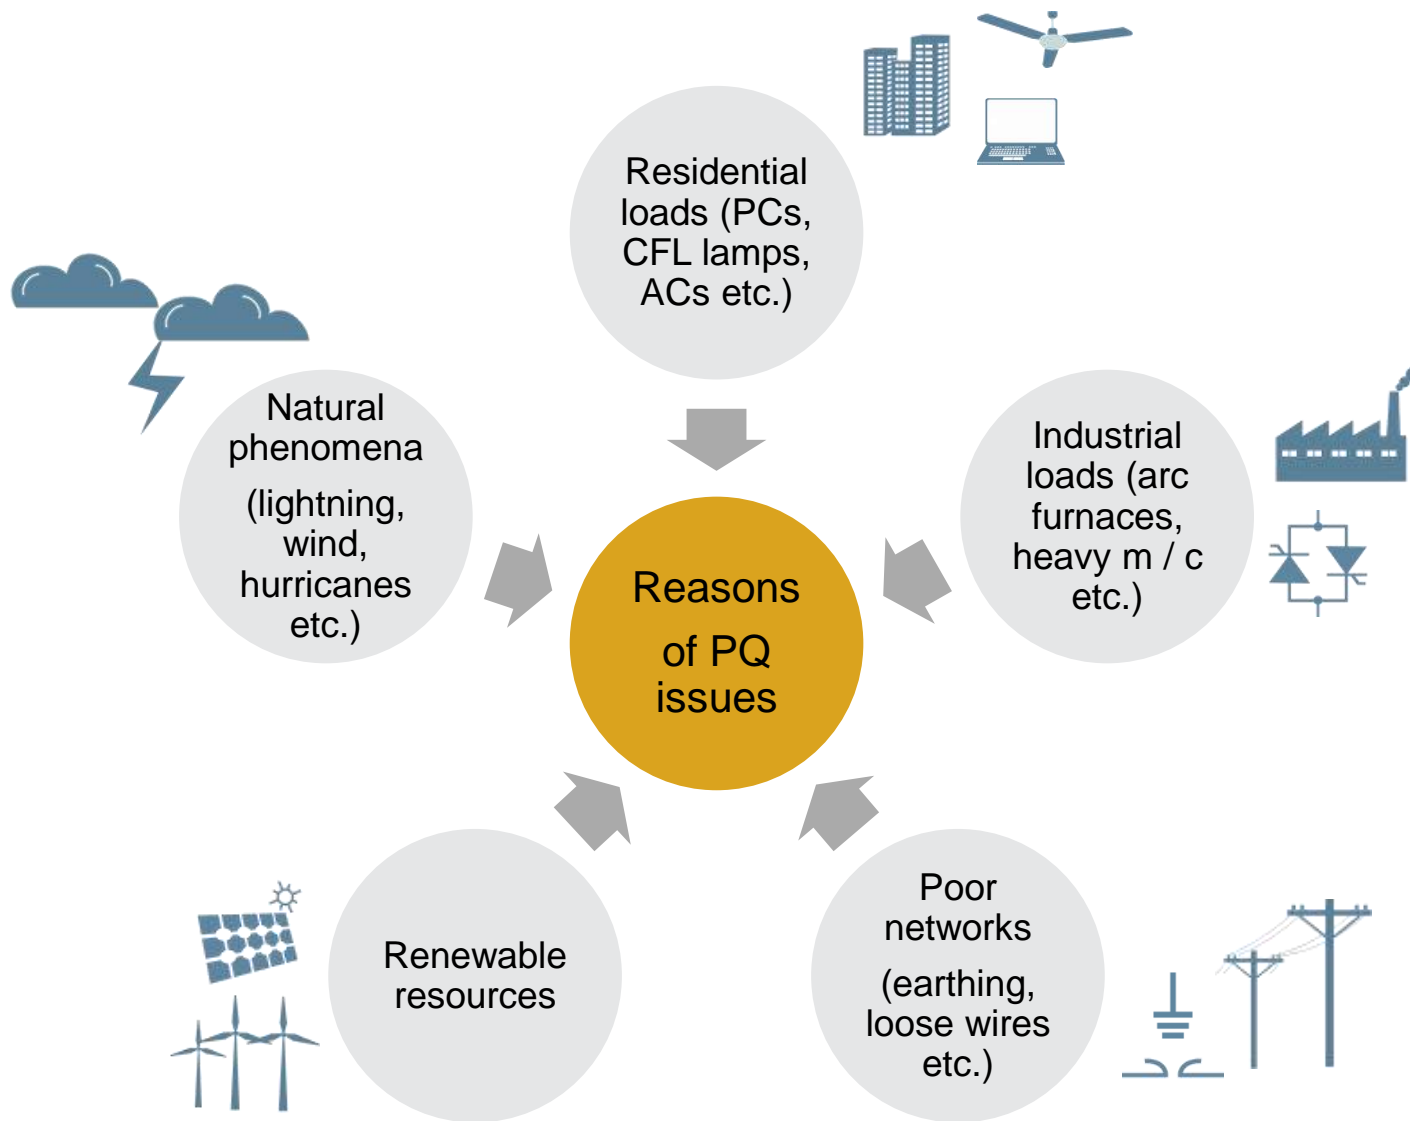 Residential
loads (PCs,
CFL lamps,
ACs etc.)
Natural
phenomena
(lightning,
wind,
hurricanes
etc.)
Industrial
loads (arc
furnaces,
heavy m / c
etc.)
Reasons
of PQ
issues
Renewable
resources
Poor
networks
(earthing,
loose wires
etc.)